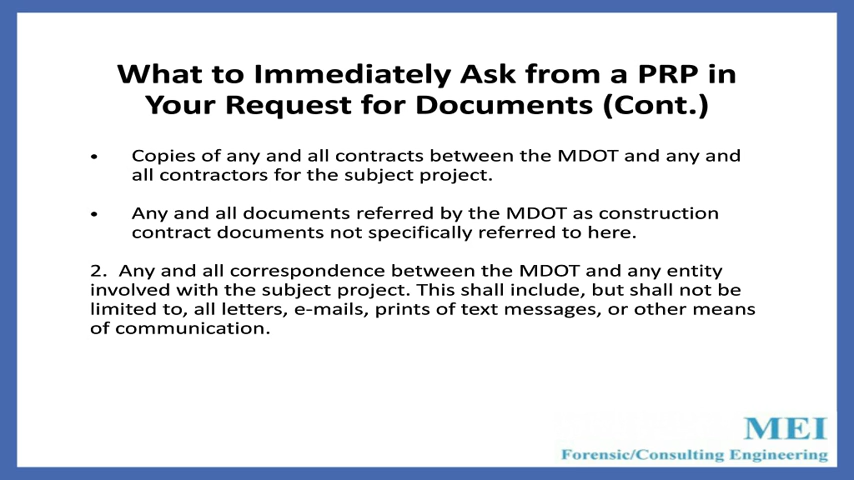 What to Immediately Ask from a PRP in
Your Request for Documents (Cont.)
• Copies of any and all contracts between the MDOT and any and
all contractors for the subject project.
• Any and all documents referred by the MDOT as construction
contract documents not specifically referred to here.
2. Any and all correspondence between the MDOT and any entity
involved with the subject project. This shall include, but shall not be
limited to, all letters, e-mails, prints of text messages, or other means
of communication.
MEI
Forensic/Consulting Engineering